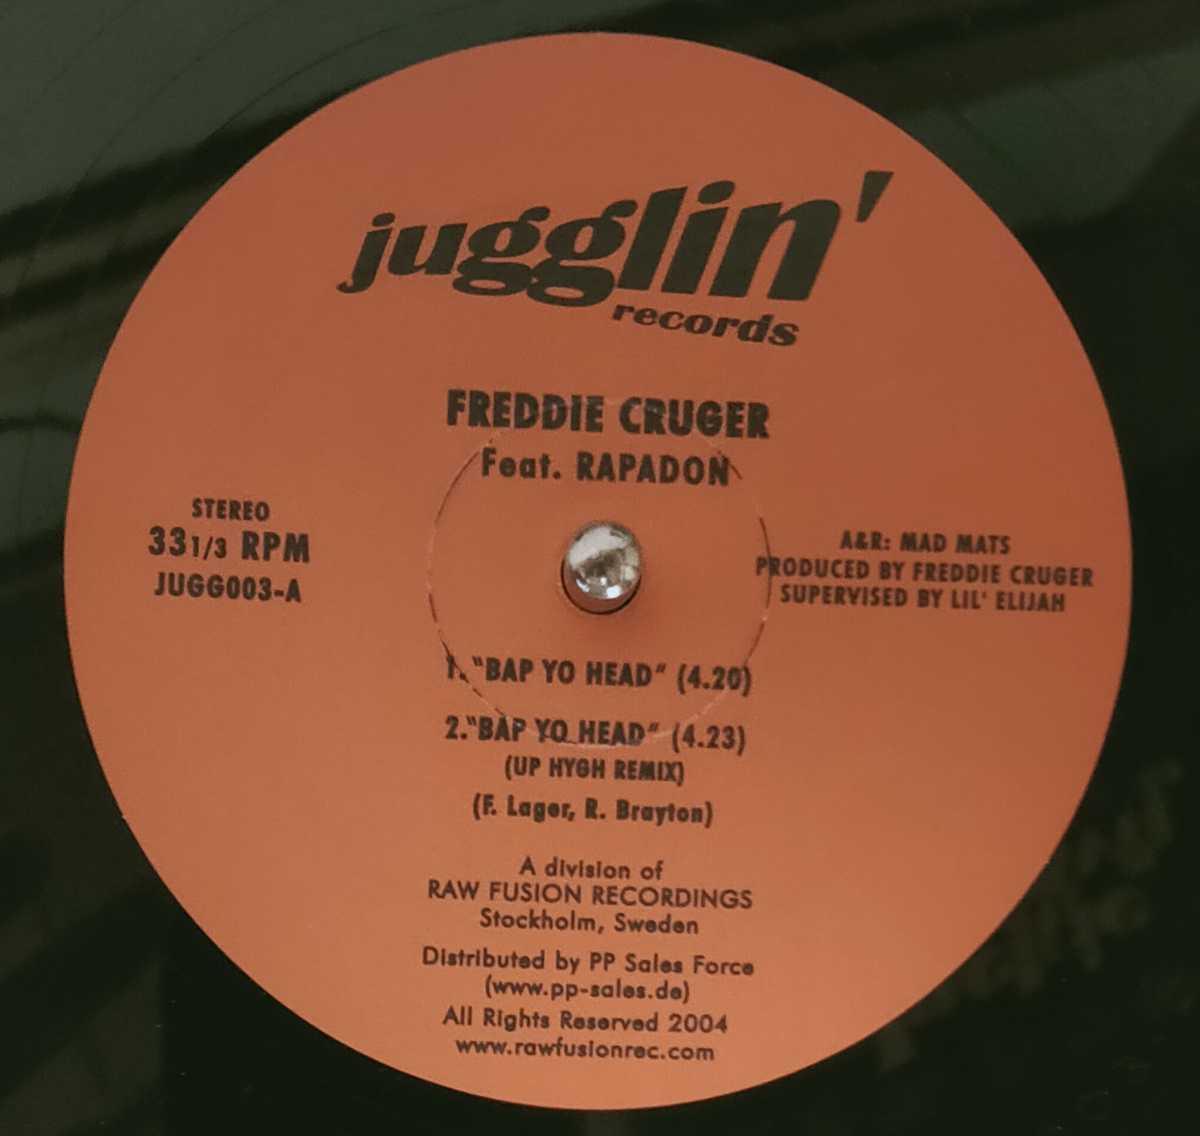 jugglin'
records
FREDDIE CRUGER
Feat. RAPADON
STEREO
33 1/3 RPM
JUGG003-A
A&R: MAD MATS
PRODUCED BY FREDDIE CRUGER
SUPERVISED BY LIL' ELIJAH
1. "BAP YO HEAD" (4.20)
2."BAP YO HEAD" (4.23)
(UP HYGH REMIX)
(F. Lager, R. Brayton)
A division of
RAW FUSION RECORDINGS
Stockholm, Sweden
Distributed by PP Sales Force
(www.pp-sales.de)
All Rights Reserved 2004
www.rawfusionrec.com